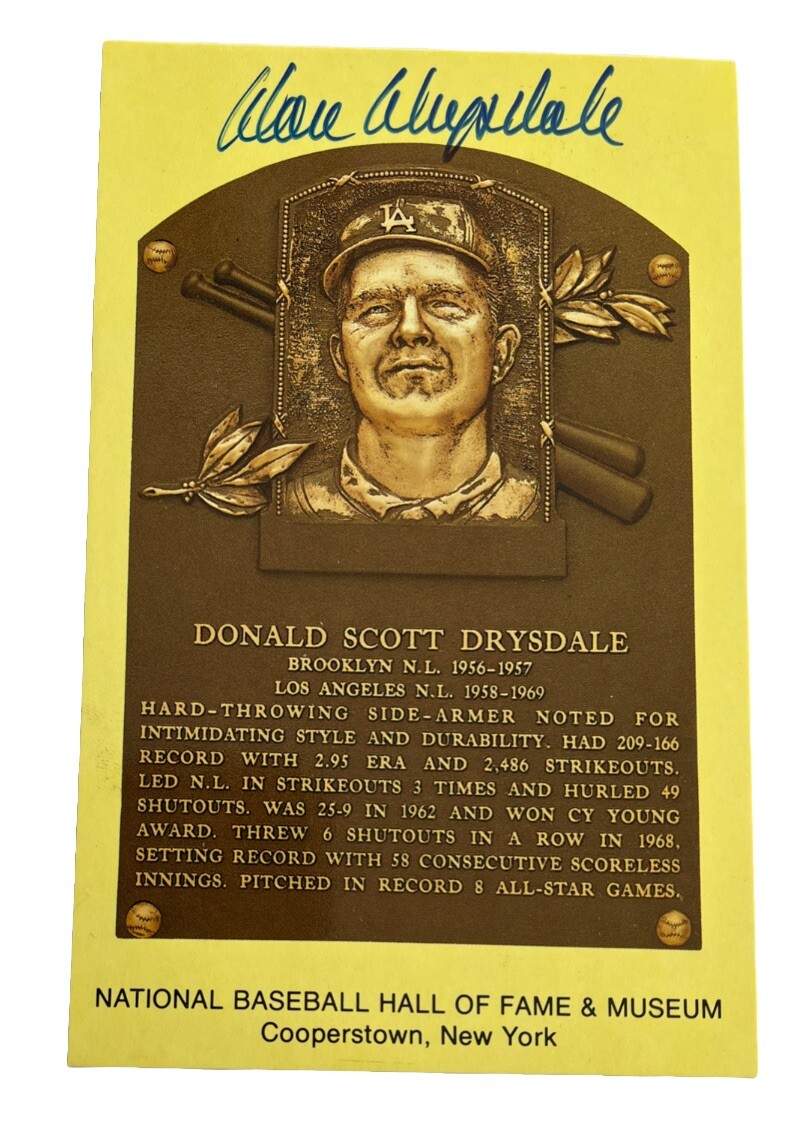 Don Drysdale
LA
DONALD SCOTT DRYSDALE
BROOKLYN N.L. 1956-1957
LOS ANGELES N.L. 1958-1969
HARD-THROWING SIDE-ARMER NOTED FOR
INTIMIDATING STYLE AND DURABILITY. HAD 209-166
RECORD WITH 2.95 ERA AND 2,486 STRIKEOUTS.
LED N.L. IN STRIKEOUTS 3 TIMES AND HURLED 49
SHUTOUTS. WAS 25-9 IN 1962 AND WON CY YOUNG
AWARD. THREW 6 SHUTOUTS IN A ROW IN 1968,
SETTING RECORD WITH 58 CONSECUTIVE SCORELESS
INNINGS. PITCHED IN RECORD 8 ALL-STAR GAMES.
NATIONAL BASEBALL HALL OF FAME & MUSEUM
Cooperstown, New York